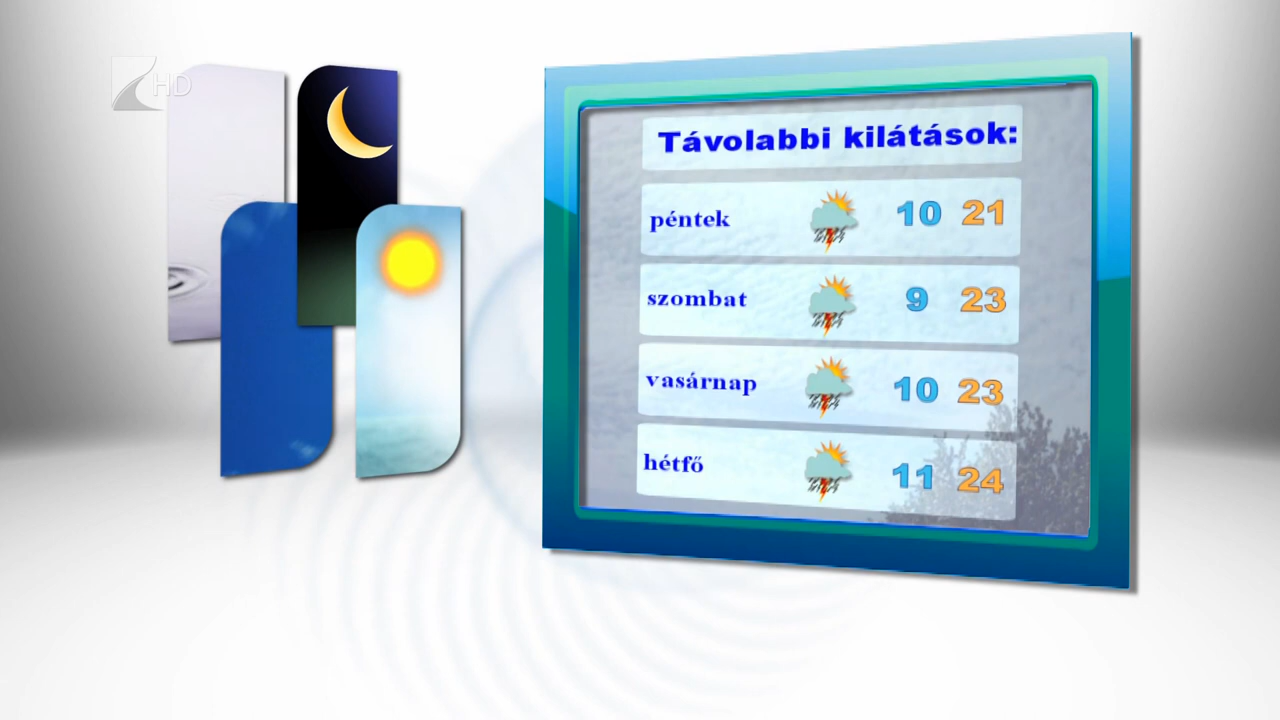 HD
Távolabbi kilátások:
péntek 10 21
szombat 9 23
vasárnap 10 23
hétfő 11 24